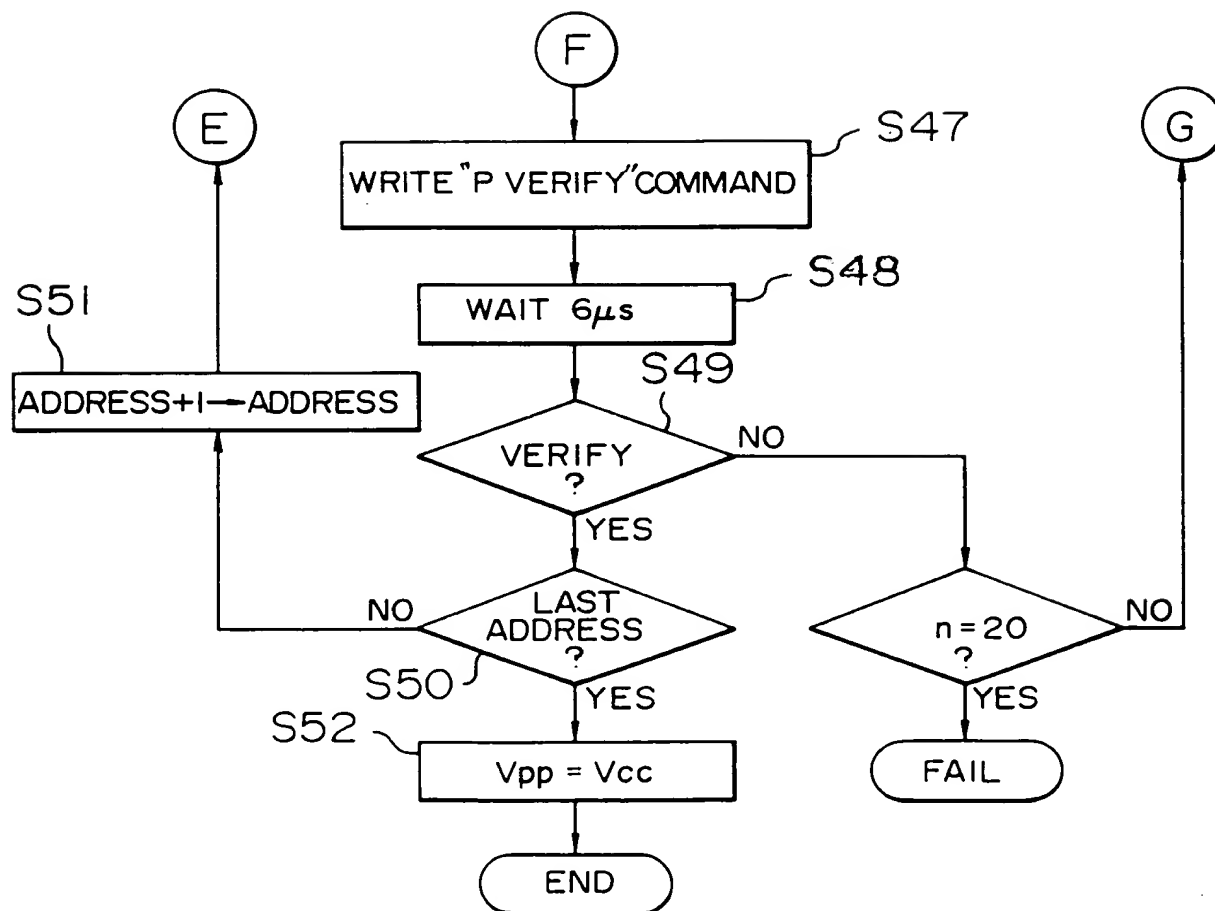 F
E
G
S47
WRITE "P VERIFY" COMMAND
S48
WAIT 6μs
S51
ADDRESS+1→ADDRESS
S49
VERIFY
?
NO
YES
LAST
ADDRESS
?
NO
S50
YES
n=20
?
NO
YES
S52
Vpp = Vcc
FAIL
END